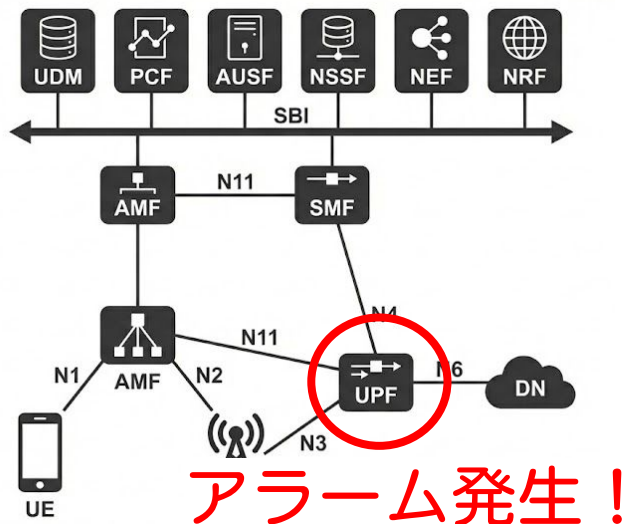 UDM PCF AUSF NSSF NEF NRF
SBI
N11
AMF SMF
N4
N11
N1 AMF N2 UPF N6 DN
N3
UE
アラーム発生！